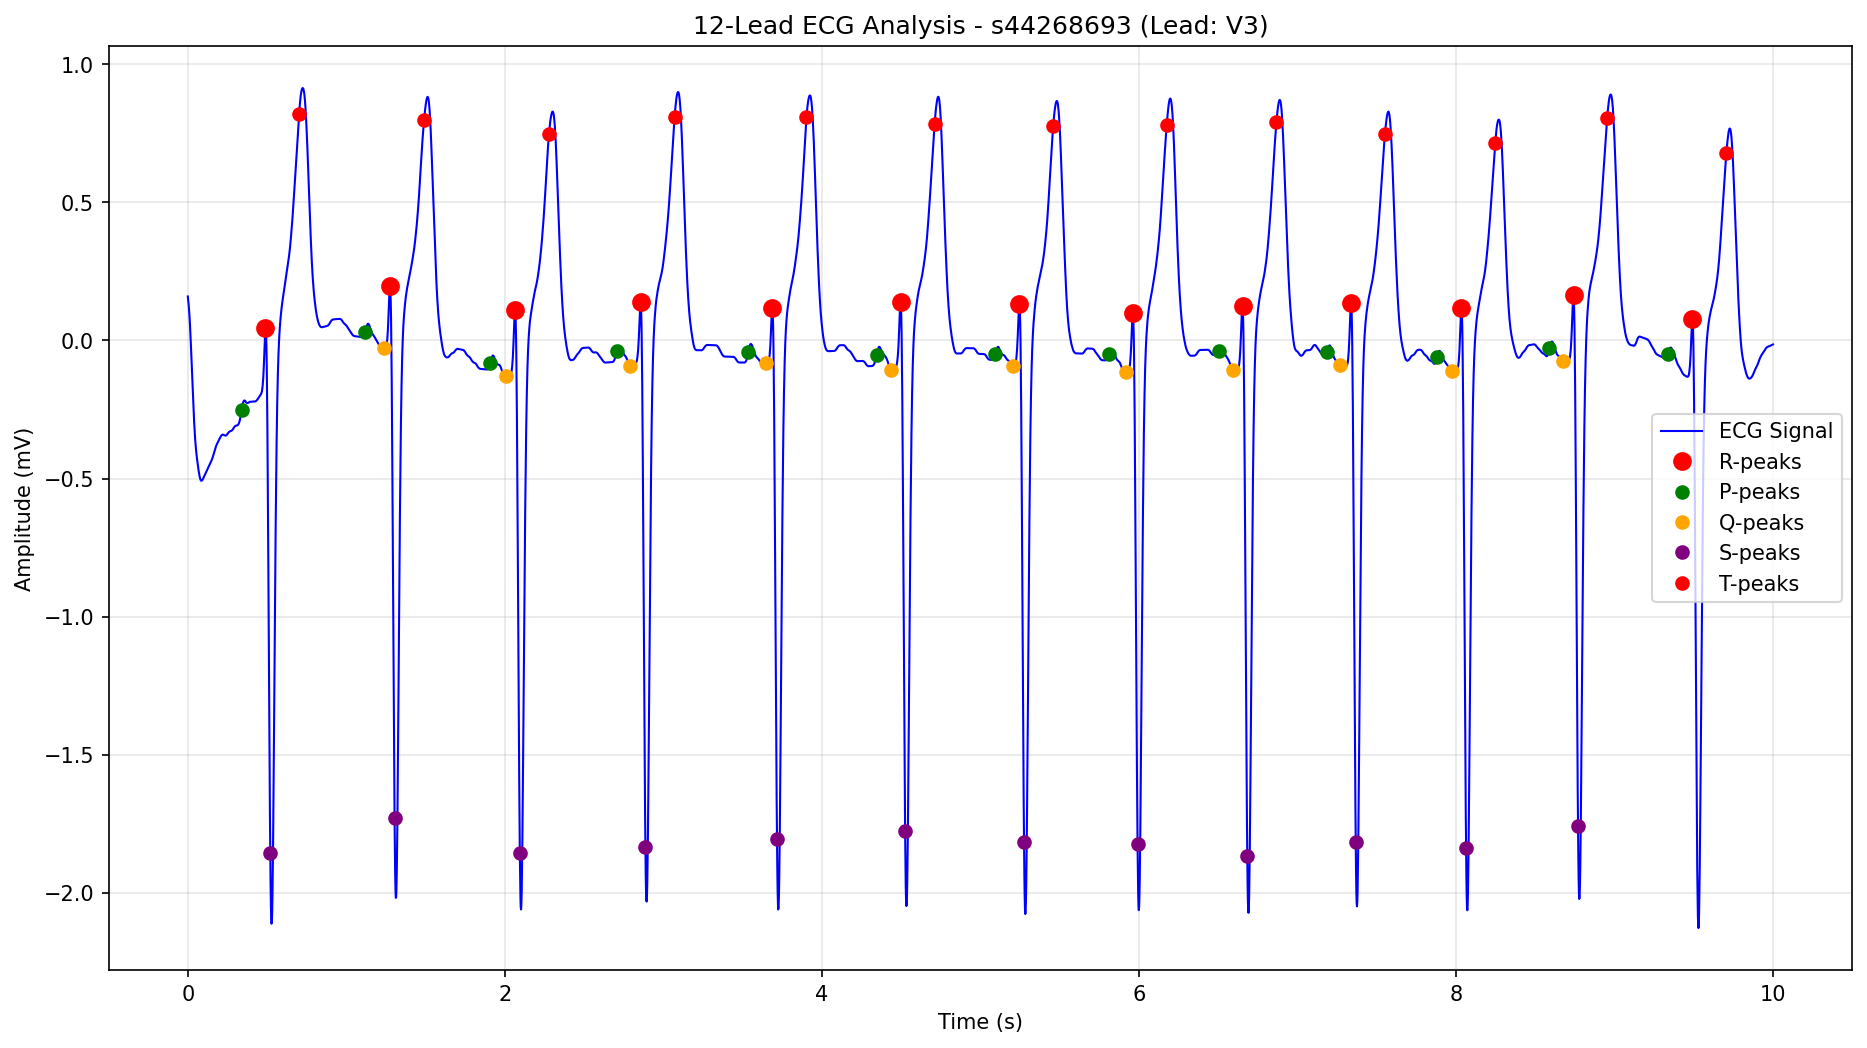 12-Lead ECG Analysis - s44268693 (Lead: V3)
1.0
0.5
0.0
−0.5
−1.0
−1.5
−2.0
Amplitude (mV)
ECG Signal
R-peaks
P-peaks
Q-peaks
S-peaks
T-peaks
0 2 4 6 8 10
Time (s)